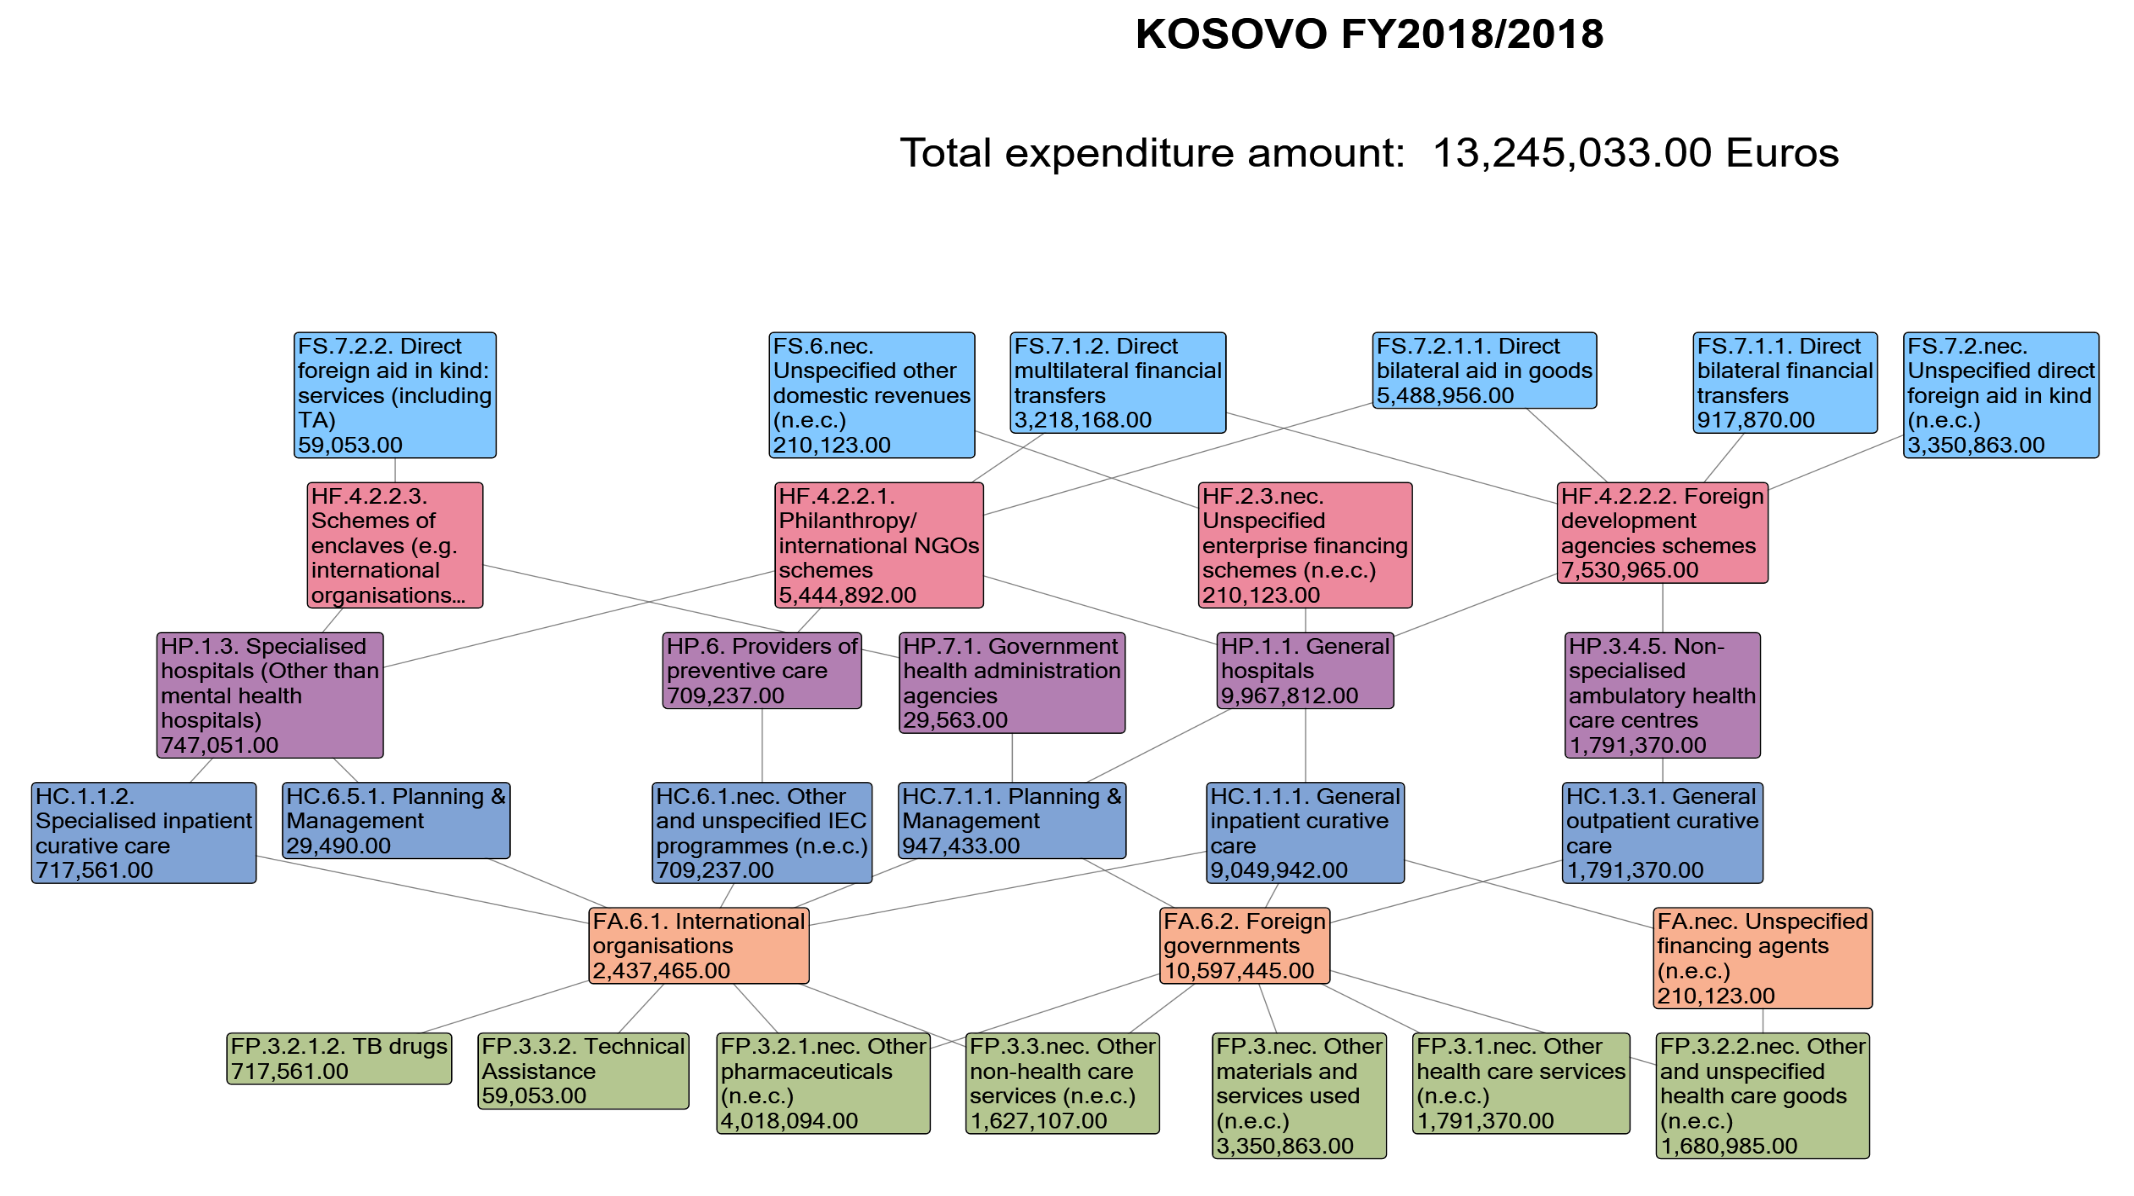 KOSOVO FY2018/2018
Total expenditure amount:  13,245,033.00 Euros
FS.7.2.2. Direct
foreign aid in kind:
services (including
TA)
59,053.00
FS.6.nec.
Unspecified other
domestic revenues
(n.e.c.)
210,123.00
FS.7.1.2. Direct
multilateral financial
transfers
3,218,168.00
FS.7.2.1.1. Direct
bilateral aid in goods
5,488,956.00
FS.7.1.1. Direct
bilateral financial
transfers
917,870.00
FS.7.2.nec.
Unspecified direct
foreign aid in kind
(n.e.c.)
3,350,863.00
HF.4.2.2.3.
Schemes of
enclaves (e.g.
international
organisations...
HF.4.2.2.1.
Philanthropy/
international NGOs
schemes
5,444,892.00
HF.2.3.nec.
Unspecified
enterprise financing
schemes (n.e.c.)
210,123.00
HF.4.2.2.2. Foreign
development
agencies schemes
7,530,965.00
HP.1.3. Specialised
hospitals (Other than
mental health
hospitals)
747,051.00
HP.6. Providers of
preventive care
709,237.00
HP.7.1. Government
health administration
agencies
29,563.00
HP.1.1. General
hospitals
9,967,812.00
HP.3.4.5. Non-
specialised
ambulatory health
care centres
1,791,370.00
HC.1.1.2.
Specialised inpatient
curative care
717,561.00
HC.6.5.1. Planning &
Management
29,490.00
HC.6.1.nec. Other
and unspecified IEC
programmes (n.e.c.)
709,237.00
HC.7.1.1. Planning &
Management
947,433.00
HC.1.1.1. General
inpatient curative
care
9,049,942.00
HC.1.3.1. General
outpatient curative
care
1,791,370.00
FA.6.1. International
organisations
2,437,465.00
FA.6.2. Foreign
governments
10,597,445.00
FA.nec. Unspecified
financing agents
(n.e.c.)
210,123.00
FP.3.2.1.2. TB drugs
717,561.00
FP.3.3.2. Technical
Assistance
59,053.00
FP.3.2.1.nec. Other
pharmaceuticals
(n.e.c.)
4,018,094.00
FP.3.3.nec. Other
non-health care
services (n.e.c.)
1,627,107.00
FP.3.nec. Other
materials and
services used
(n.e.c.)
3,350,863.00
FP.3.1.nec. Other
health care services
(n.e.c.)
1,791,370.00
FP.3.2.2.nec. Other
and unspecified
health care goods
(n.e.c.)
1,680,985.00